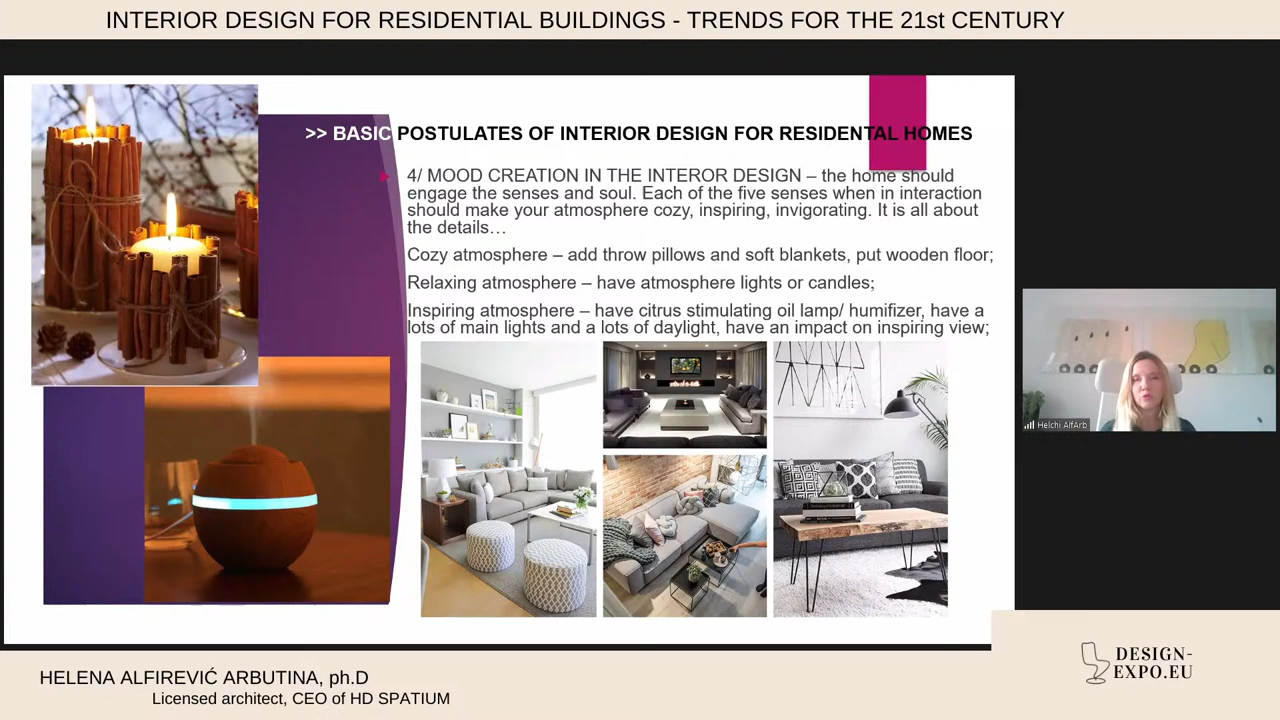 INTERIOR DESIGN FOR RESIDENTIAL BUILDINGS - TRENDS FOR THE 21st CENTURY
>> BASIC POSTULATES OF INTERIOR DESIGN FOR RESIDENTAL HOMES
4/ MOOD CREATION IN THE INTEROR DESIGN – the home should
engage the senses and soul. Each of the five senses when in interaction
should make your atmosphere cozy, inspiring, invigorating. It is all about
the details…
Cozy atmosphere – add throw pillows and soft blankets, put wooden floor;
Relaxing atmosphere – have atmosphere lights or candles;
Inspiring atmosphere – have citrus stimulating oil lamp/ humifizer, have a
lots of main lights and a lots of daylight, have an impact on inspiring view;
Helchi AlfArb
HELENA ALFIREVIĆ ARBUTINA, ph.D
Licensed architect, CEO of HD SPATIUM
DESIGN-
EXPO.EU